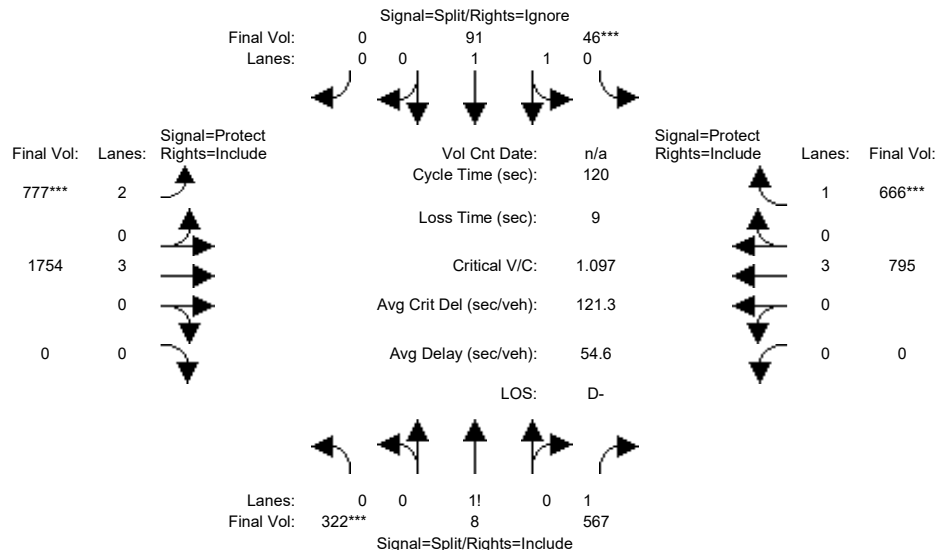 Signal=Split/Rights=Ignore
Final Vol: 0 91 46***
Lanes: 0 0 1 1 0
Signal=Protect
Final Vol: Lanes: Rights=Include
Vol Cnt Date: n/a
Signal=Protect
Rights=Include Lanes: Final Vol:
Cycle Time (sec): 120
777*** 2
1 666***
Loss Time (sec): 9
0
0
1754 3
Critical V/C: 1.097
3 795
0
Avg Crit Del (sec/veh): 121.3
0
0 0
Avg Delay (sec/veh): 54.6
0 0
LOS: D-
Lanes: 0 0 1! 0 1
Final Vol: 322*** 8 567
Signal=Split/Rights=Include